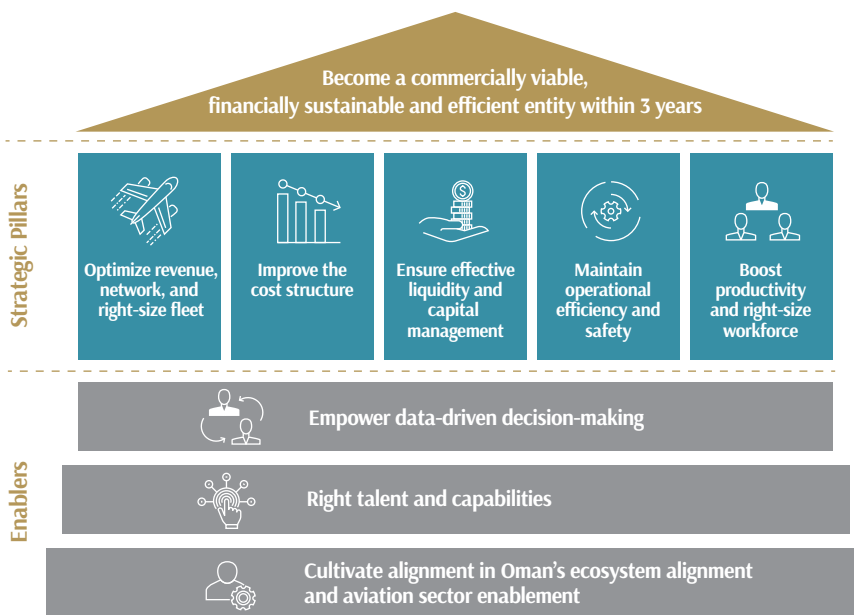 Become a commercially viable,
financially sustainable and efficient entity within 3 years
Strategic Pillars
Optimize revenue,
network, and
right-size fleet
Improve the
cost structure
$
Ensure effective
liquidity and
capital
management
Maintain
operational
efficiency and
safety
Boost
productivity
and right-size
workforce
Enablers
Empower data-driven decision-making
Right talent and capabilities
Cultivate alignment in Oman's ecosystem alignment
and aviation sector enablement